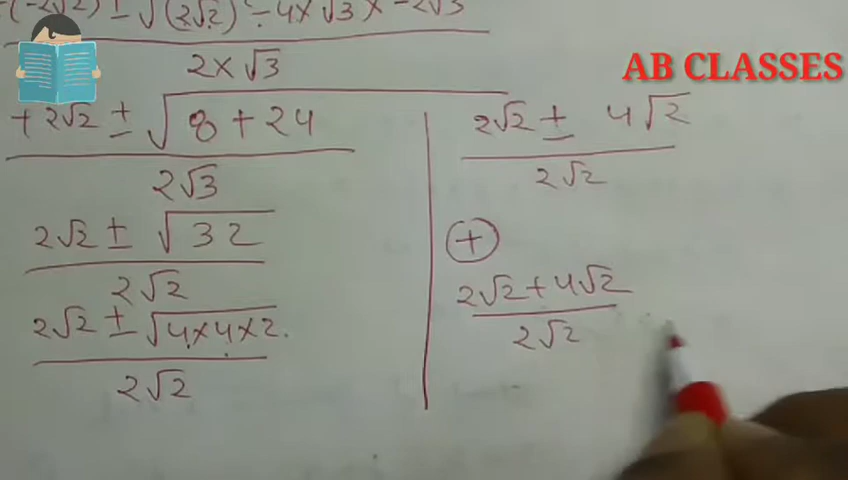 -(-2√2) ± √(2√2)² - 4 × √3 × -2√3
2 × √3
AB CLASSES
+ 2√2 ± √8 + 24
2√3
2√2 ± √32
2√2
2√2 ± √4×4×2.
2√2
2√2 ± 4√2
2√2
+
2√2 + 4√2
2√2